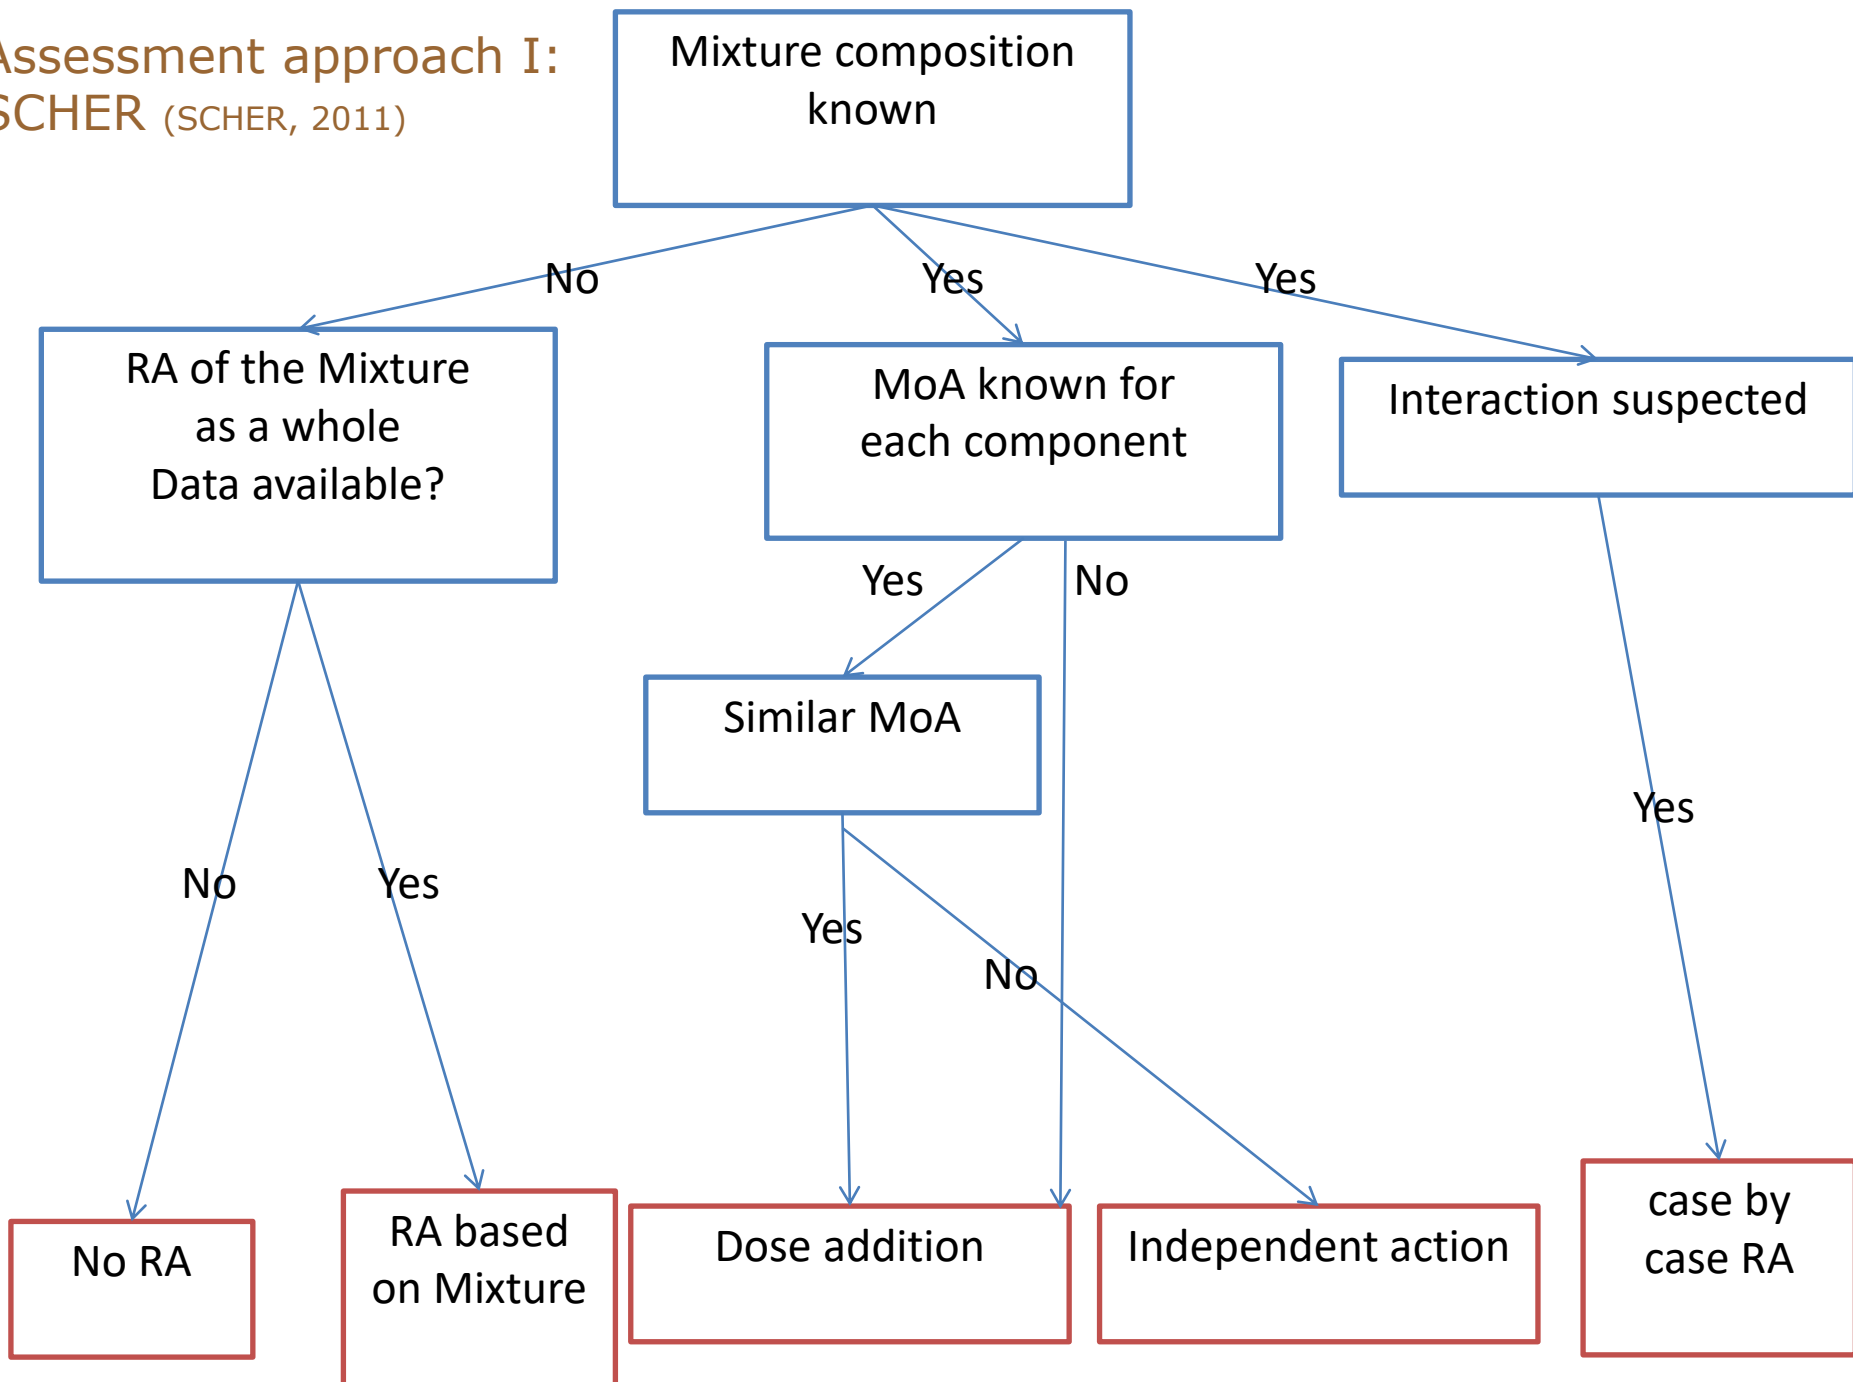 Assessment approach I:
SCHER (SCHER, 2011)
Mixture composition
known
No
Yes
Yes
RA of the Mixture
as a whole
Data available?
MoA known for
each component
Interaction suspected
Yes
No
Similar MoA
Yes
No
Yes
Yes
No
No RA
RA based
on Mixture
Dose addition
Independent action
case by
case RA